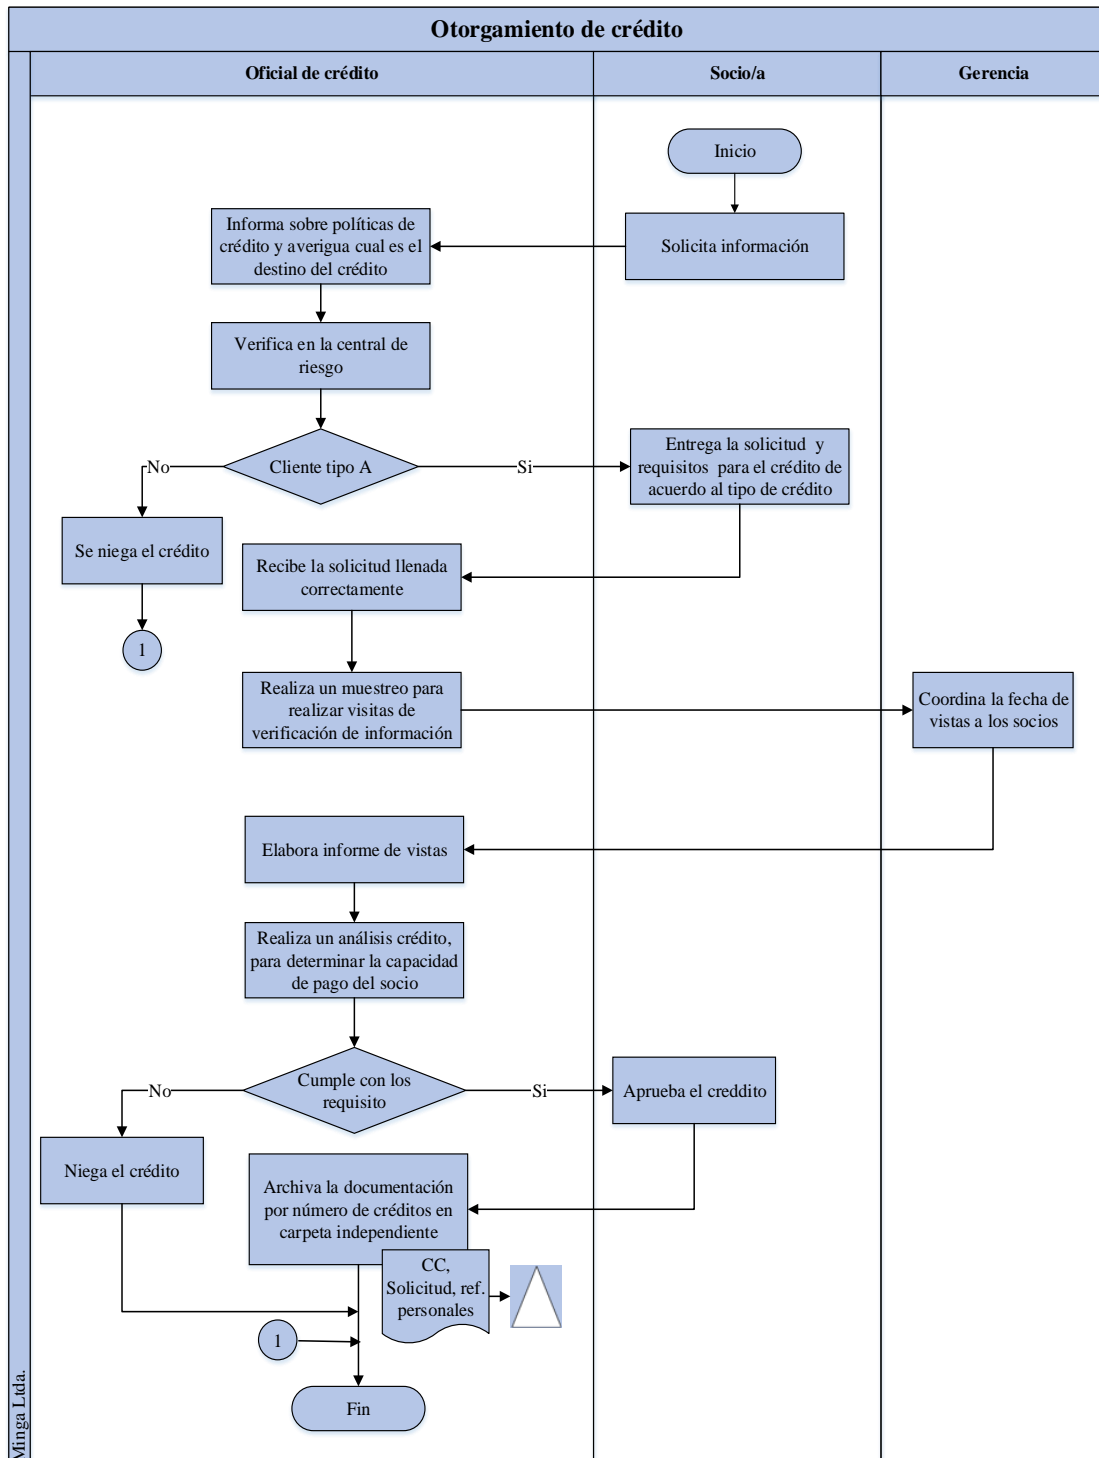 Otorgamiento de crédito
Oficial de crédito
Socio/a
Gerencia
Inicio
Informa sobre políticas de
crédito y averigua cual es el
destino del crédito
Solicita información
Verifica en la central de
riesgo
Cliente tipo A
No
Si
Entrega la solicitud y
requisitos para el crédito de
acuerdo al tipo de crédito
Se niega el crédito
Recibe la solicitud llenada
correctamente
1
Realiza un muestreo para
realizar visitas de
verificación de información
Coordina la fecha de
vistas a los socios
Elabora informe de vistas
Realiza un análisis crédito,
para determinar la capacidad
de pago del socio
Cumple con los
requisito
No
Si
Aprueba el creddito
Niega el crédito
Archiva la documentación
por número de créditos en
carpeta independiente
CC,
Solicitud, ref.
personales
1
Fin
Minga Ltda.